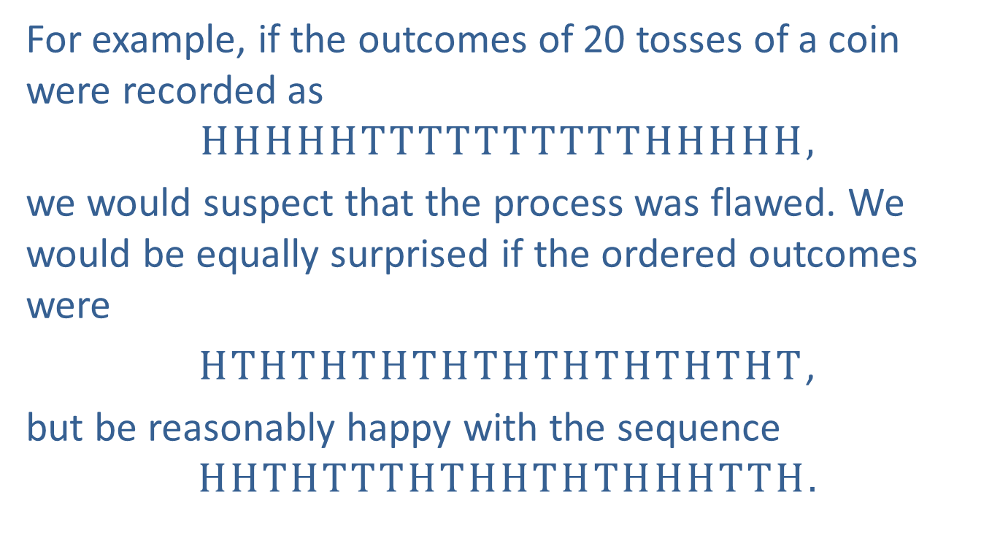 For example, if the outcomes of 20 tosses of a coin
were recorded as
HHHHHTTTTTTTTTTHHHHH,
we would suspect that the process was flawed. We
would be equally surprised if the ordered outcomes
were
HTHTHTHTHTHTHTHTHTHT,
but be reasonably happy with the sequence
HHTHTTTHTHHTHTHHHTTH.